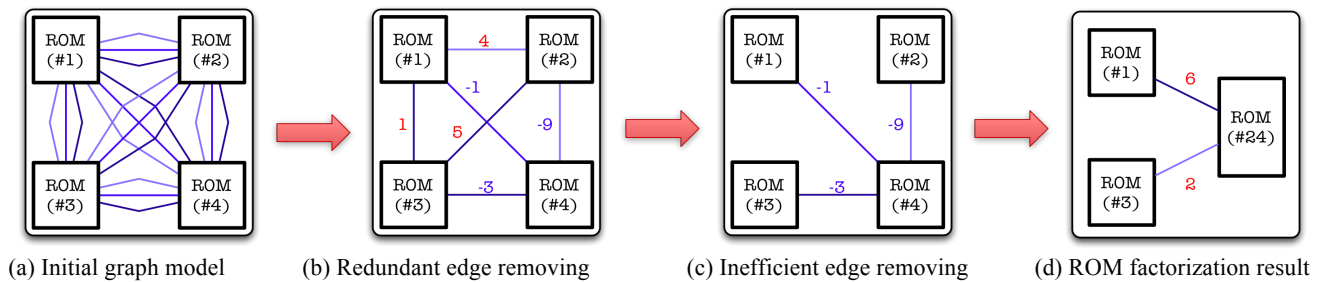 ROM
(#1)
ROM
(#2)
ROM
(#3)
ROM
(#4)
(a) Initial graph model
ROM
(#1)
4
ROM
(#2)
-1
1
5
-9
ROM
(#3)
-3
ROM
(#4)
(b) Redundant edge removing
ROM
(#1)
ROM
(#2)
-1
-9
ROM
(#3)
-3
ROM
(#4)
(c) Inefficient edge removing
ROM
(#1)
6
ROM
(#24)
ROM
(#3)
2
(d) ROM factorization result